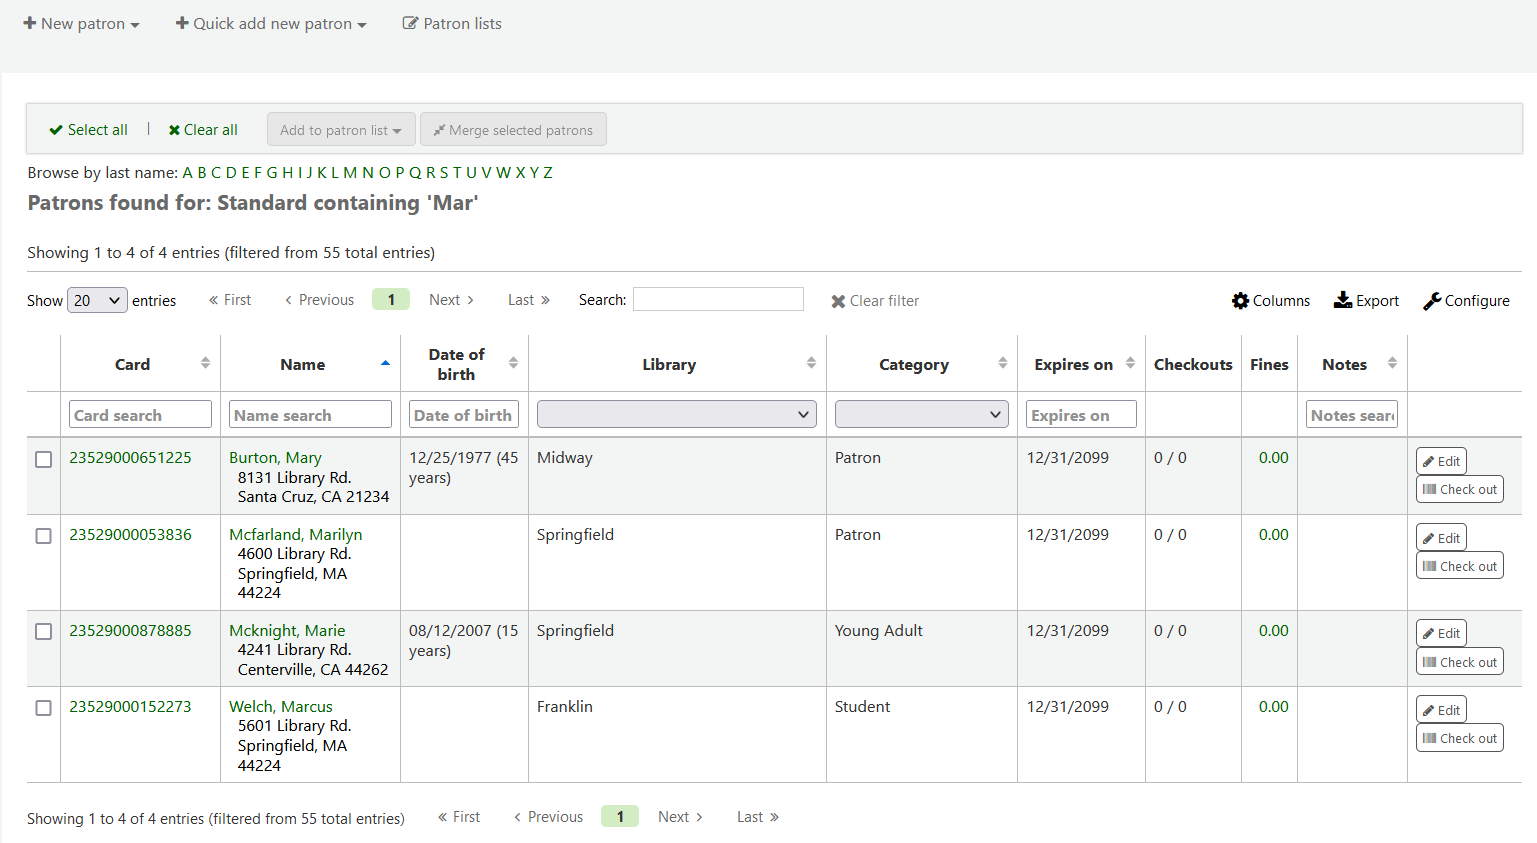 New patron Quick add new patron Patron lists
Select all | Clear all Add to patron list Merge selected patrons
Browse by last name: A B C D E F G H I J K L M N O P Q R S T U V W X Y Z
Patrons found for: Standard containing 'Mar'
Showing 1 to 4 of 4 entries (filtered from 55 total entries)
Show 20 entries « First ‹ Previous 1 Next › Last » Search: Clear filter Columns Export Configure
Card Name Date of birth Library Category Expires on Checkouts Fines Notes
Card search Name search Date of birth Expires on Notes sear
23529000651225 Burton, Mary 12/25/1977 (45 Midway Patron 12/31/2099 0 / 0 0.00 Edit
8131 Library Rd. years)
Santa Cruz, CA 21234 Check out
23529000053836 Mcfarland, Marilyn Springfield Patron 12/31/2099 0 / 0 0.00 Edit
4600 Library Rd.
Springfield, MA Check out
44224
23529000878885 Mcknight, Marie 08/12/2007 (15 Springfield Young Adult 12/31/2099 0 / 0 0.00 Edit
4241 Library Rd. years)
Centerville, CA 44262 Check out
23529000152273 Welch, Marcus Franklin Student 12/31/2099 0 / 0 0.00 Edit
5601 Library Rd.
Springfield, MA Check out
44224
Showing 1 to 4 of 4 entries (filtered from 55 total entries) « First ‹ Previous 1 Next › Last »